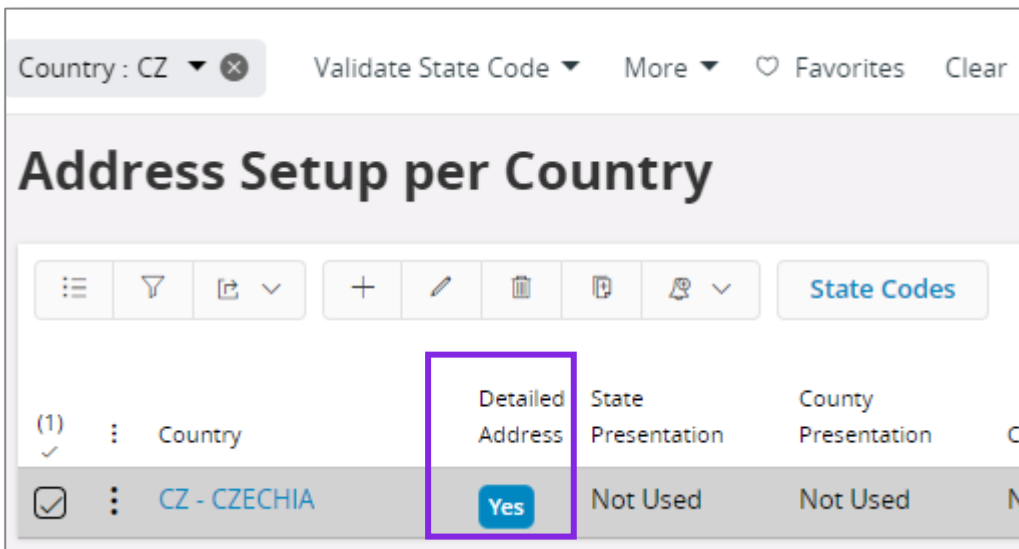 Country : CZ Validate State Code More Favorites Clear
Address Setup per Country
State Codes
Detailed State County
(1) Country Address Presentation Presentation C
CZ - CZECHIA Yes Not Used Not Used N